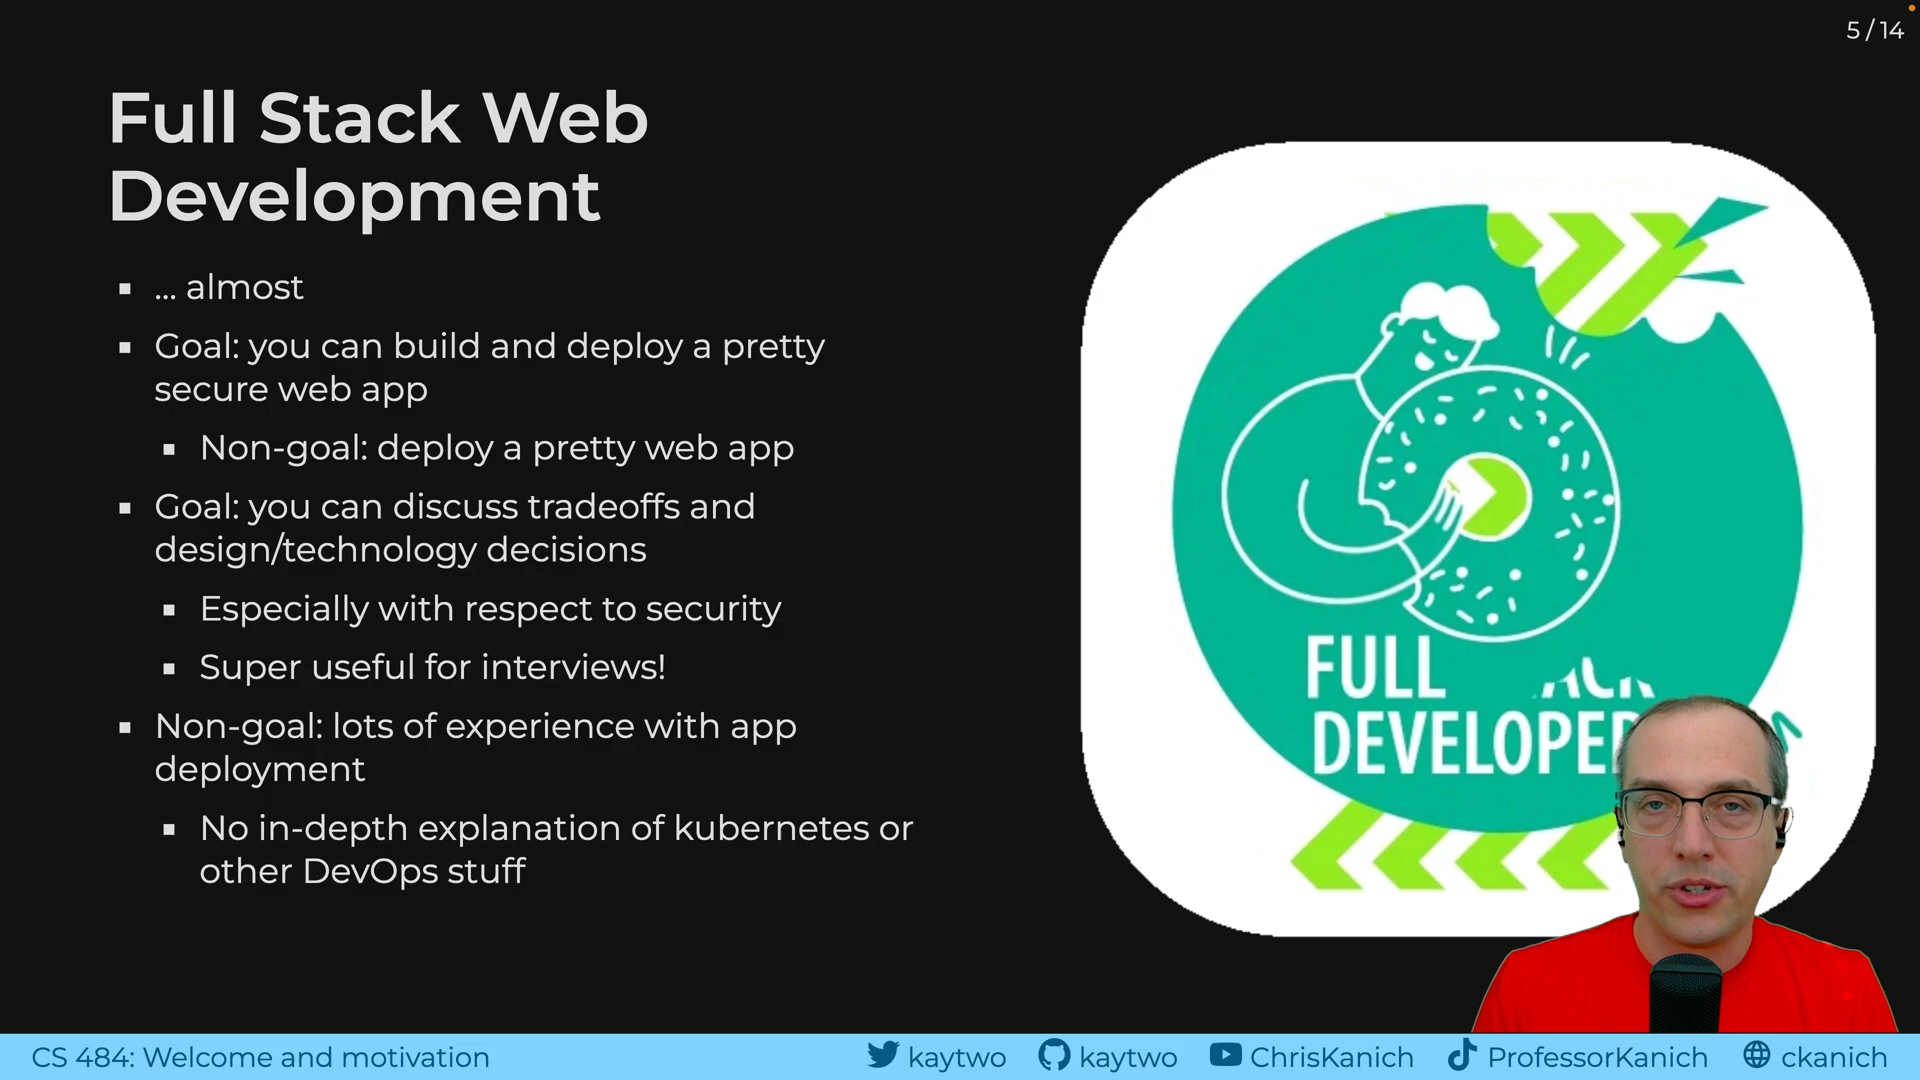 5 / 14
Full Stack Web
Development
... almost
Goal: you can build and deploy a pretty
secure web app
Non-goal: deploy a pretty web app
Goal: you can discuss tradeoffs and
design/technology decisions
Especially with respect to security
Super useful for interviews!
Non-goal: lots of experience with app
deployment
No in-depth explanation of kubernetes or
other DevOps stuff
FULL
DEVELOPER
CS 484: Welcome and motivation
kaytwo
kaytwo
ChrisKanich
ProfessorKanich
ckanich